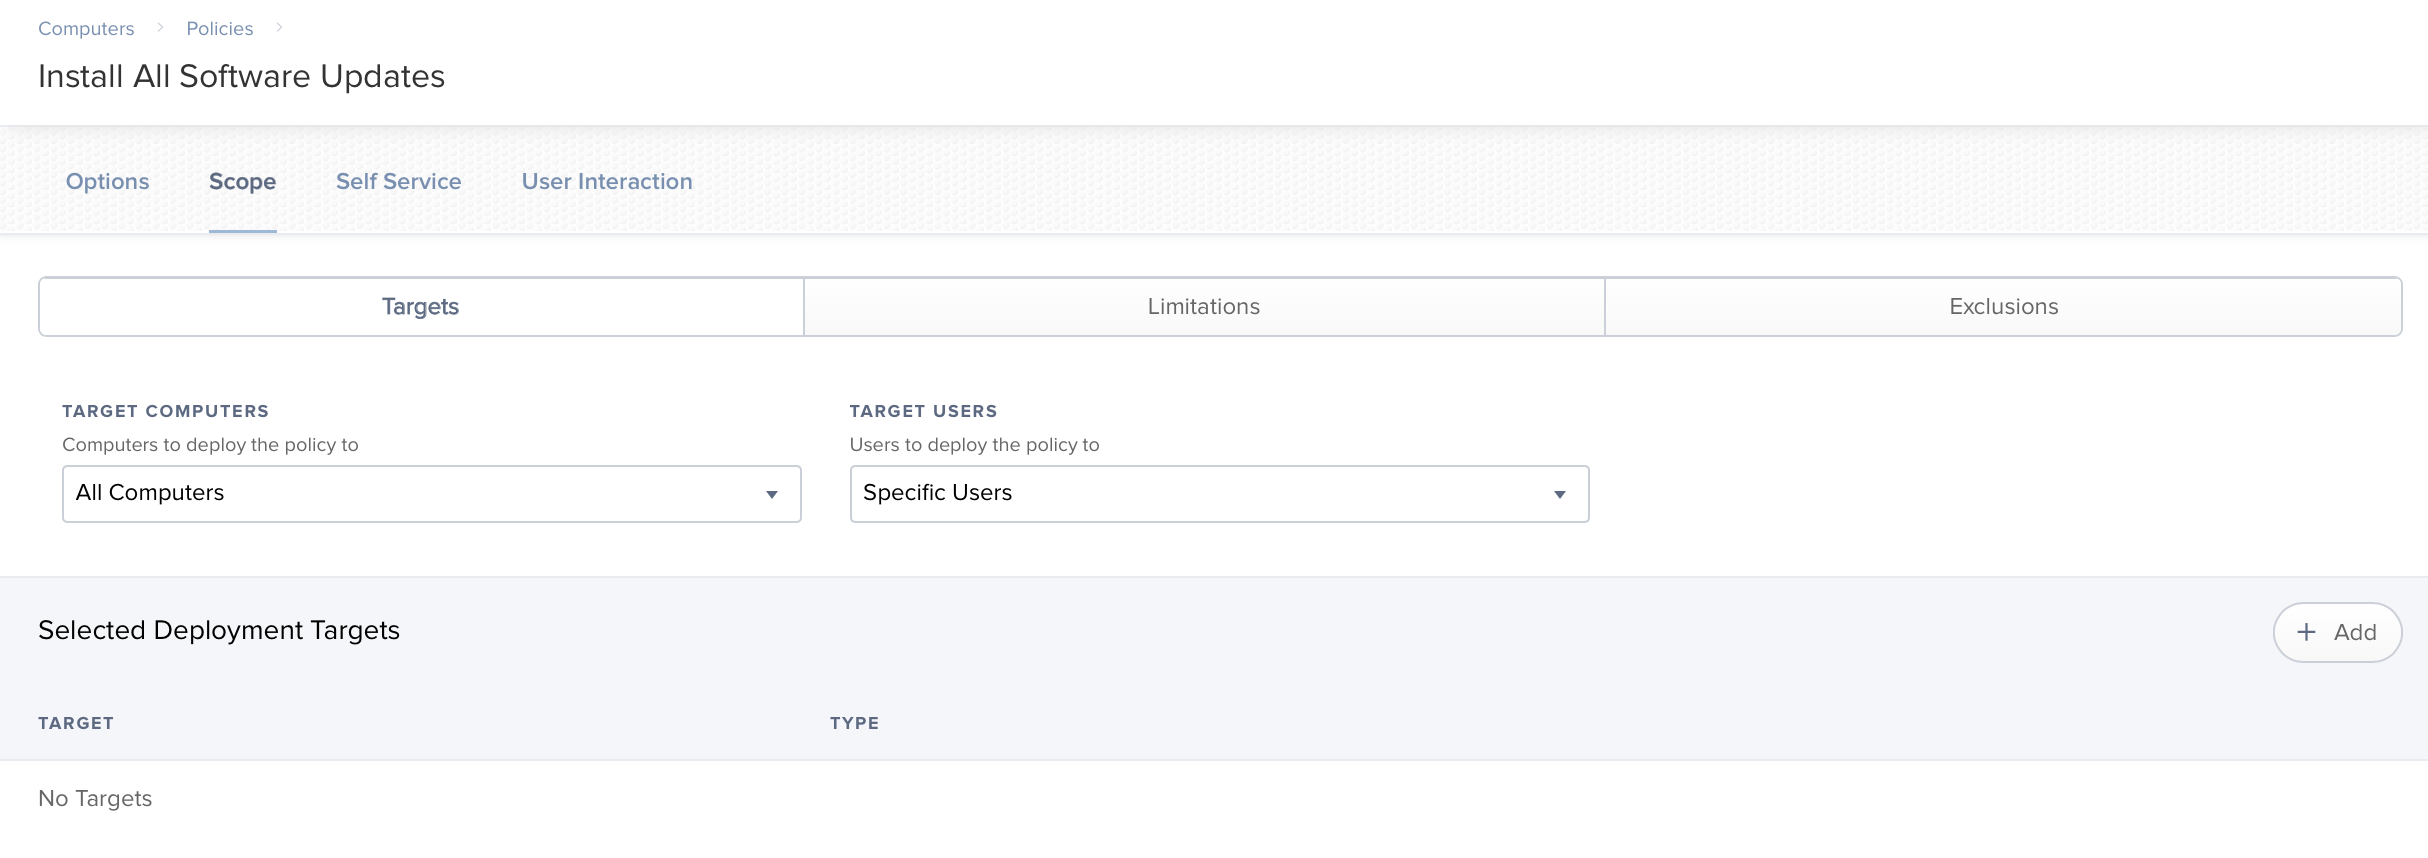 Computers > Policies >
Install All Software Updates
Options Scope Self Service User Interaction
Targets Limitations Exclusions
TARGET COMPUTERS TARGET USERS
Computers to deploy the policy to Users to deploy the policy to
All Computers Specific Users
Selected Deployment Targets + Add
TARGET TYPE
No Targets